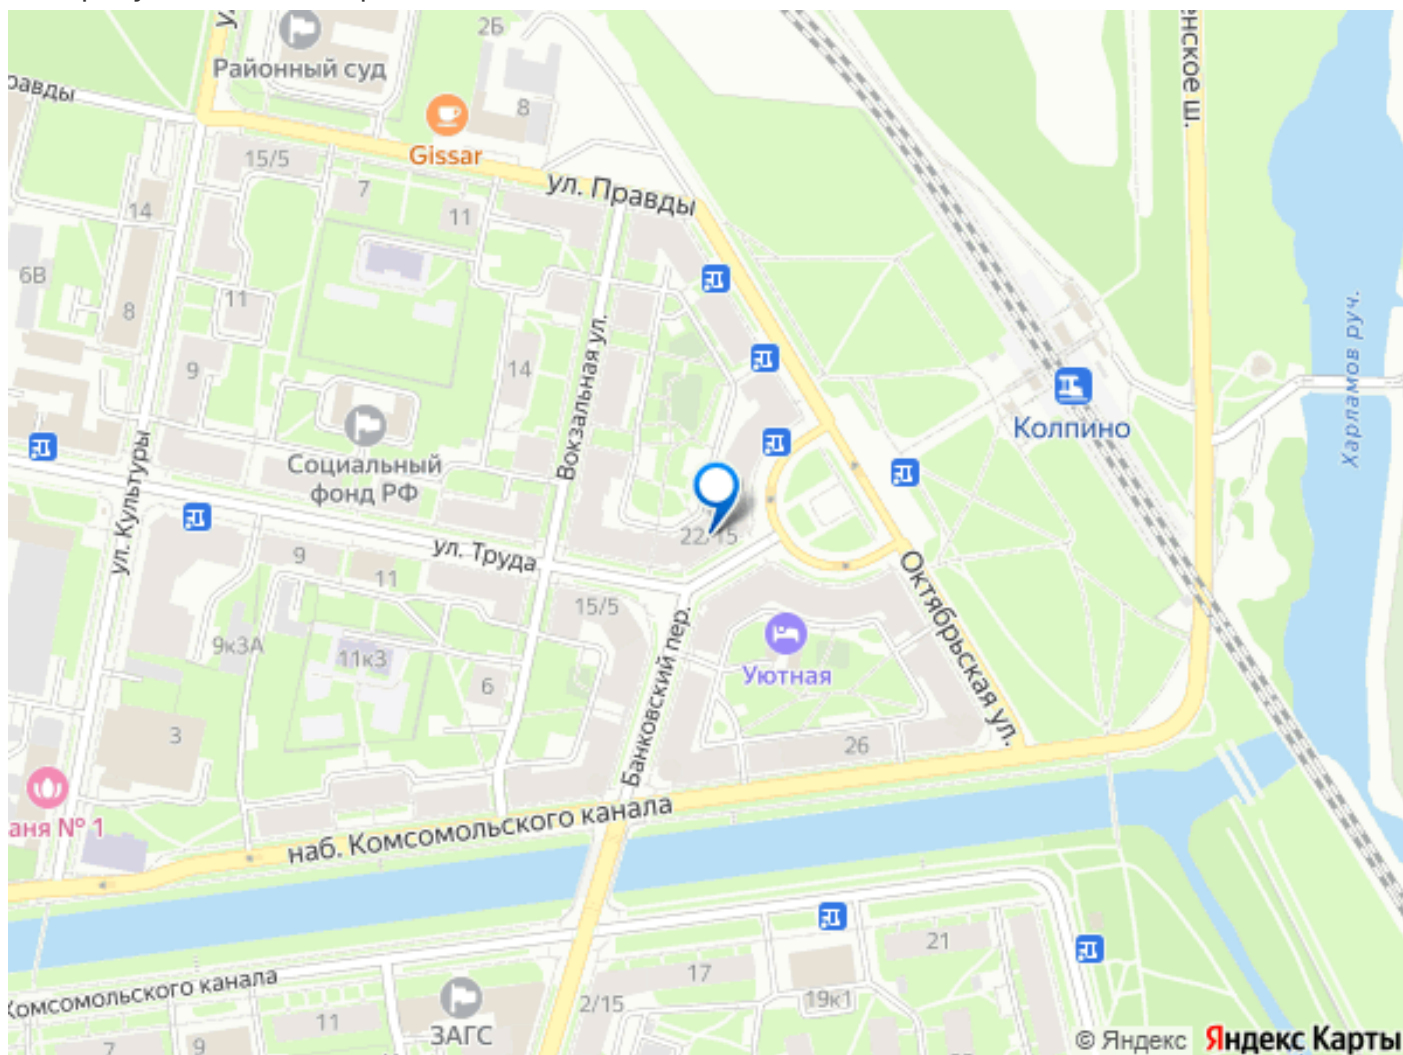 2Б
Районный суд
равды
8
Gissar
15/5
7
ул. Правды
14
11
6В
11
8
9
14
Вокзальная ул.
енское ш.
Харламов руч.
Колпино
ул. Культуры
Социальный
фонд РФ
22/15
ул. Труда
9
11
15/5
Октябрьская ул.
9к3А
11к3
6
Уютная
Банковский пер.
3
26
аня № 1
наб. Комсомольского канала
21
17
Комсомольского канала
2/15
19к1
11
ЗАГС
7
9
© Яндекс Яндекс Карты